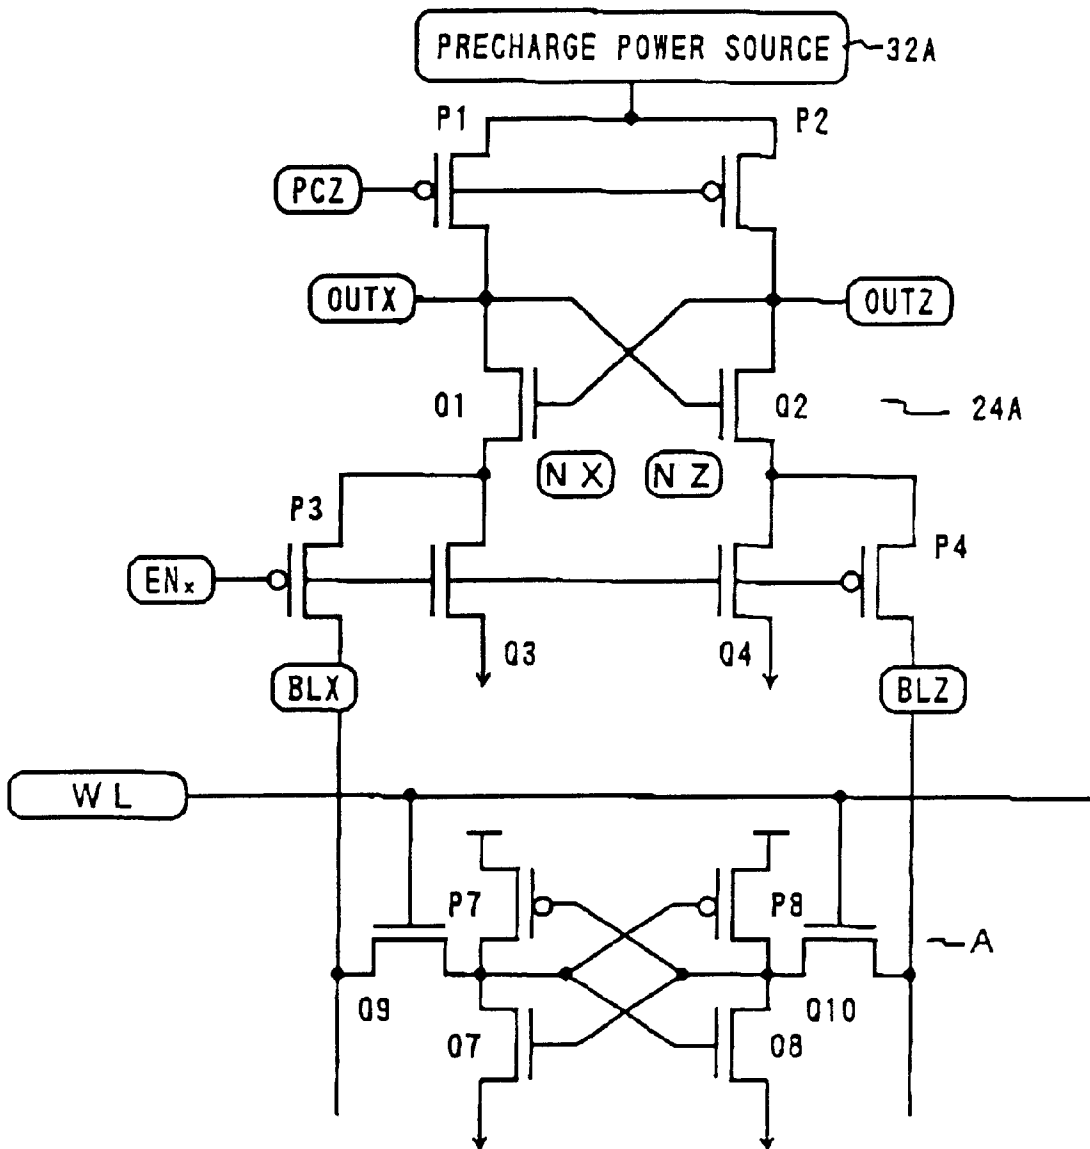 PRECHARGE POWER SOURCE
32A
P1
P2
PCZ
OUTX
OUTZ
Q1
Q2
24A
NX
NZ
P3
P4
ENx
Q3
Q4
BLX
BLZ
WL
P7
P8
A
Q9
Q10
Q7
Q8